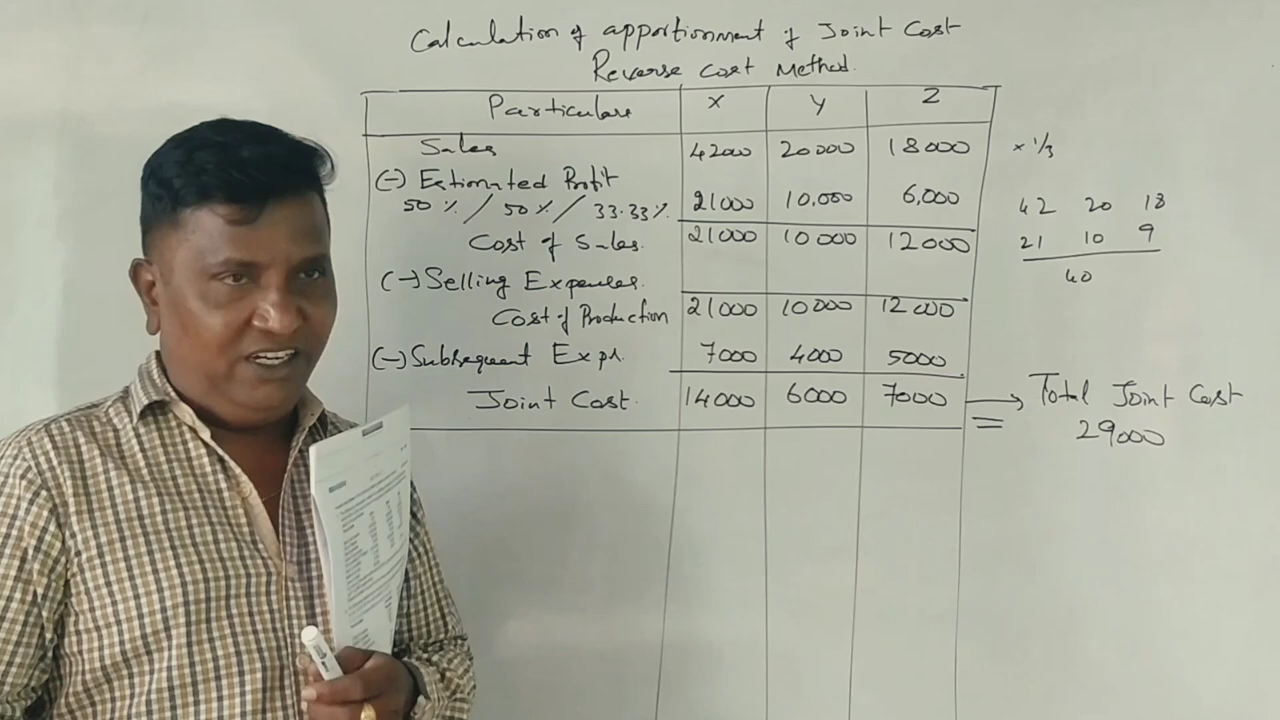 Calculation of apportionment of Joint Cost
Reverse Cost Method.
Particulars X Y Z
Sales 42000 20000 18000 × 1/3
(-) Estimated Profit
50 % / 50 % / 33.33 %. 21000 10,000 6,000
Cost of Sales. 21000 10000 12000
(-) Selling Expenses.
Cost of Production 21000 10000 12000
(-) Subsequent Exp. 7000 4000 5000
Joint Cost. 14000 6000 7000 → Total Joint Cost
29000
42 20 18
21 10 9
40